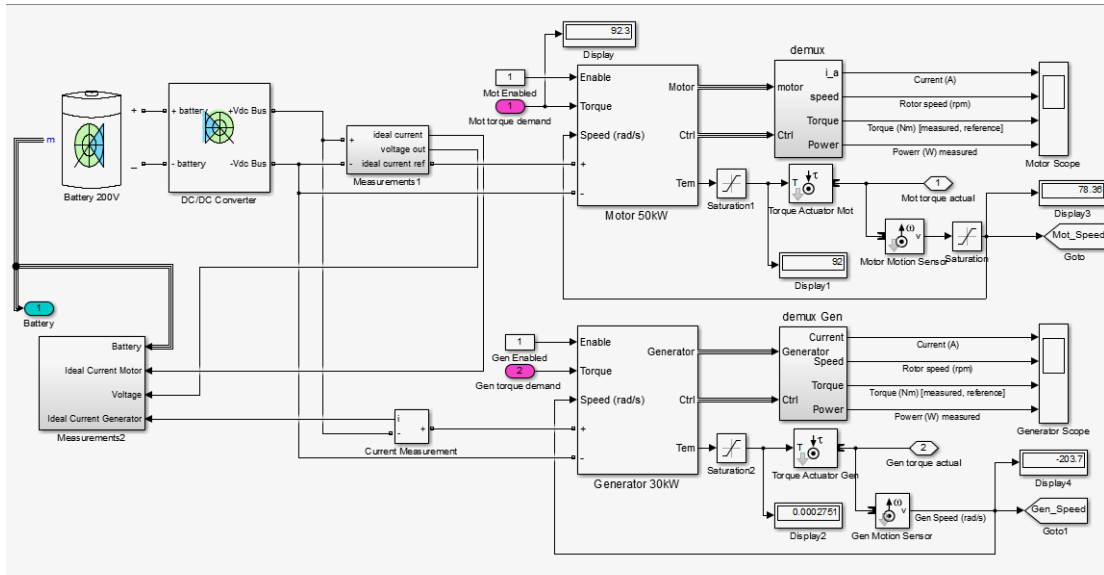 92.3
Display
demux
1
Mot Enabled
1
Mot torque demand
Enable
Torque
Speed (rad/s)
+
-
Motor
Ctrl
Tem
Motor 50kW
motor
Ctrl
i_a
speed
Torque
Power
Current (A)
Rotor speed (rpm)
Torque (Nm) [measured, reference]
Powerr (W) measured
Motor Scope
m
+
_
Battery 200V
+ battery
- battery
+Vdc Bus
-Vdc Bus
DC/DC Converter
+
-
ideal current
voltage out
ideal current ref
Measurements1
Saturation1
T
τ
Torque Actuator Mot
1
Mot torque actual
ω
v
Motor Motion Sensor
Saturation
78.36
Display3
Mot_Speed
Goto
92
Display1
1
Battery
Battery
Ideal Current Motor
Voltage
Ideal Current Generator
Measurements2
i
+
-
Current Measurement
1
Gen Enabled
2
Gen torque demand
Enable
Torque
Speed (rad/s)
+
-
Generator
Ctrl
Tem
Generator 30kW
demux Gen
Generator
Ctrl
Current
Speed
Torque
Power
Current (A)
Rotor speed (rpm)
Torque (Nm) [measured, reference]
Powerr (W) measured
Generator Scope
Saturation2
T
τ
Torque Actuator Gen
2
Gen torque actual
-203.7
Display4
0.0002751
Display2
ω
v
Gen Motion Sensor
Gen Speed (rad/s)
Gen_Speed
Goto1